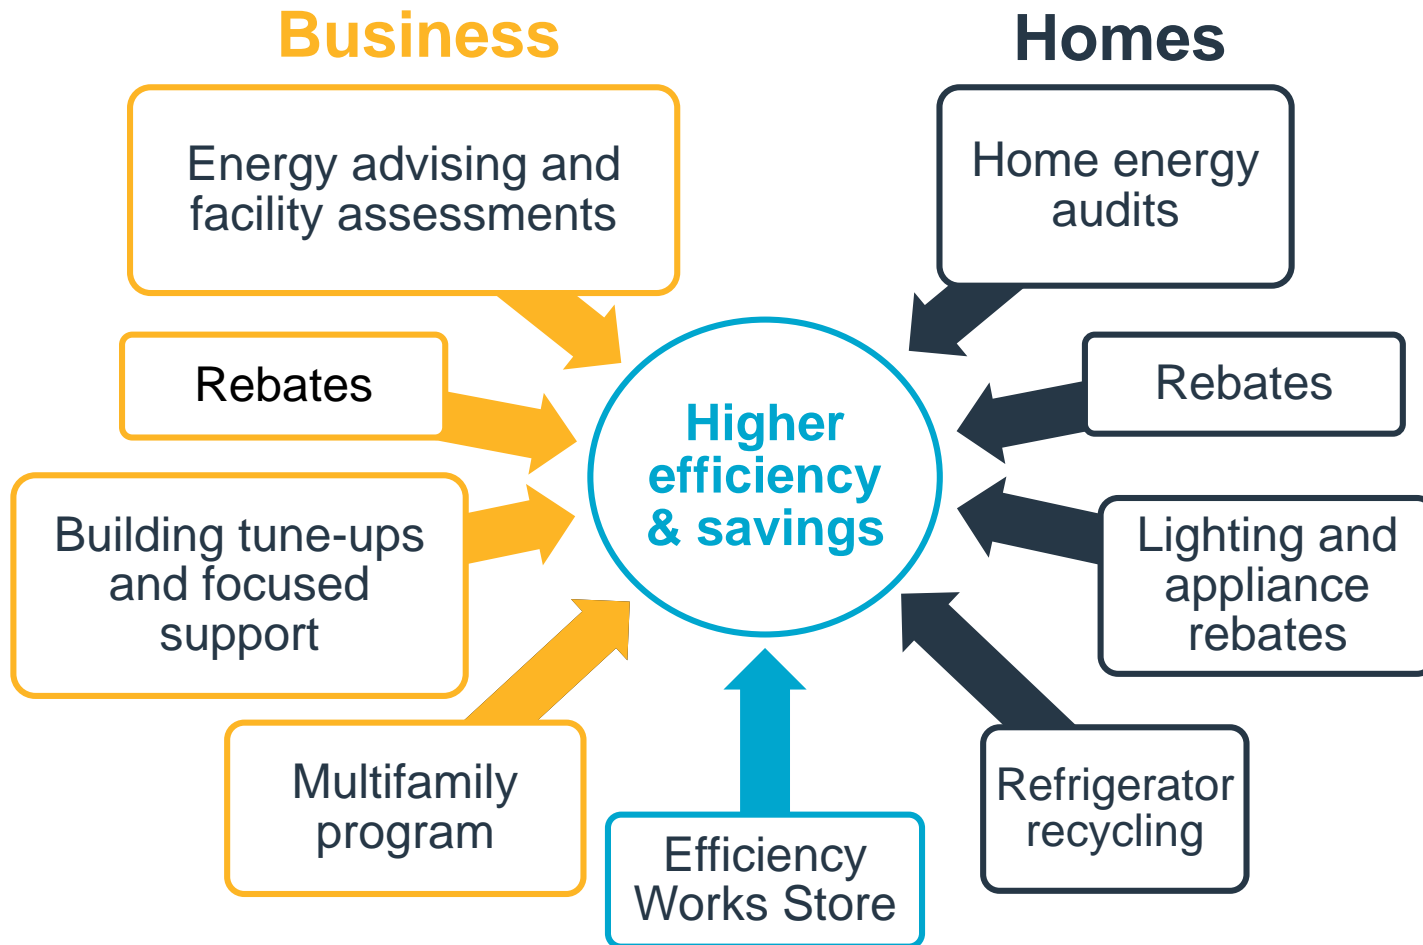 Business
Energy advising and
facility assessments
Rebates
Building tune-ups
and focused
support
Multifamily
program
Higher
efficiency
& savings
Efficiency
Works Store
Homes
Home energy
audits
Rebates
Lighting and
appliance
rebates
Refrigerator
recycling